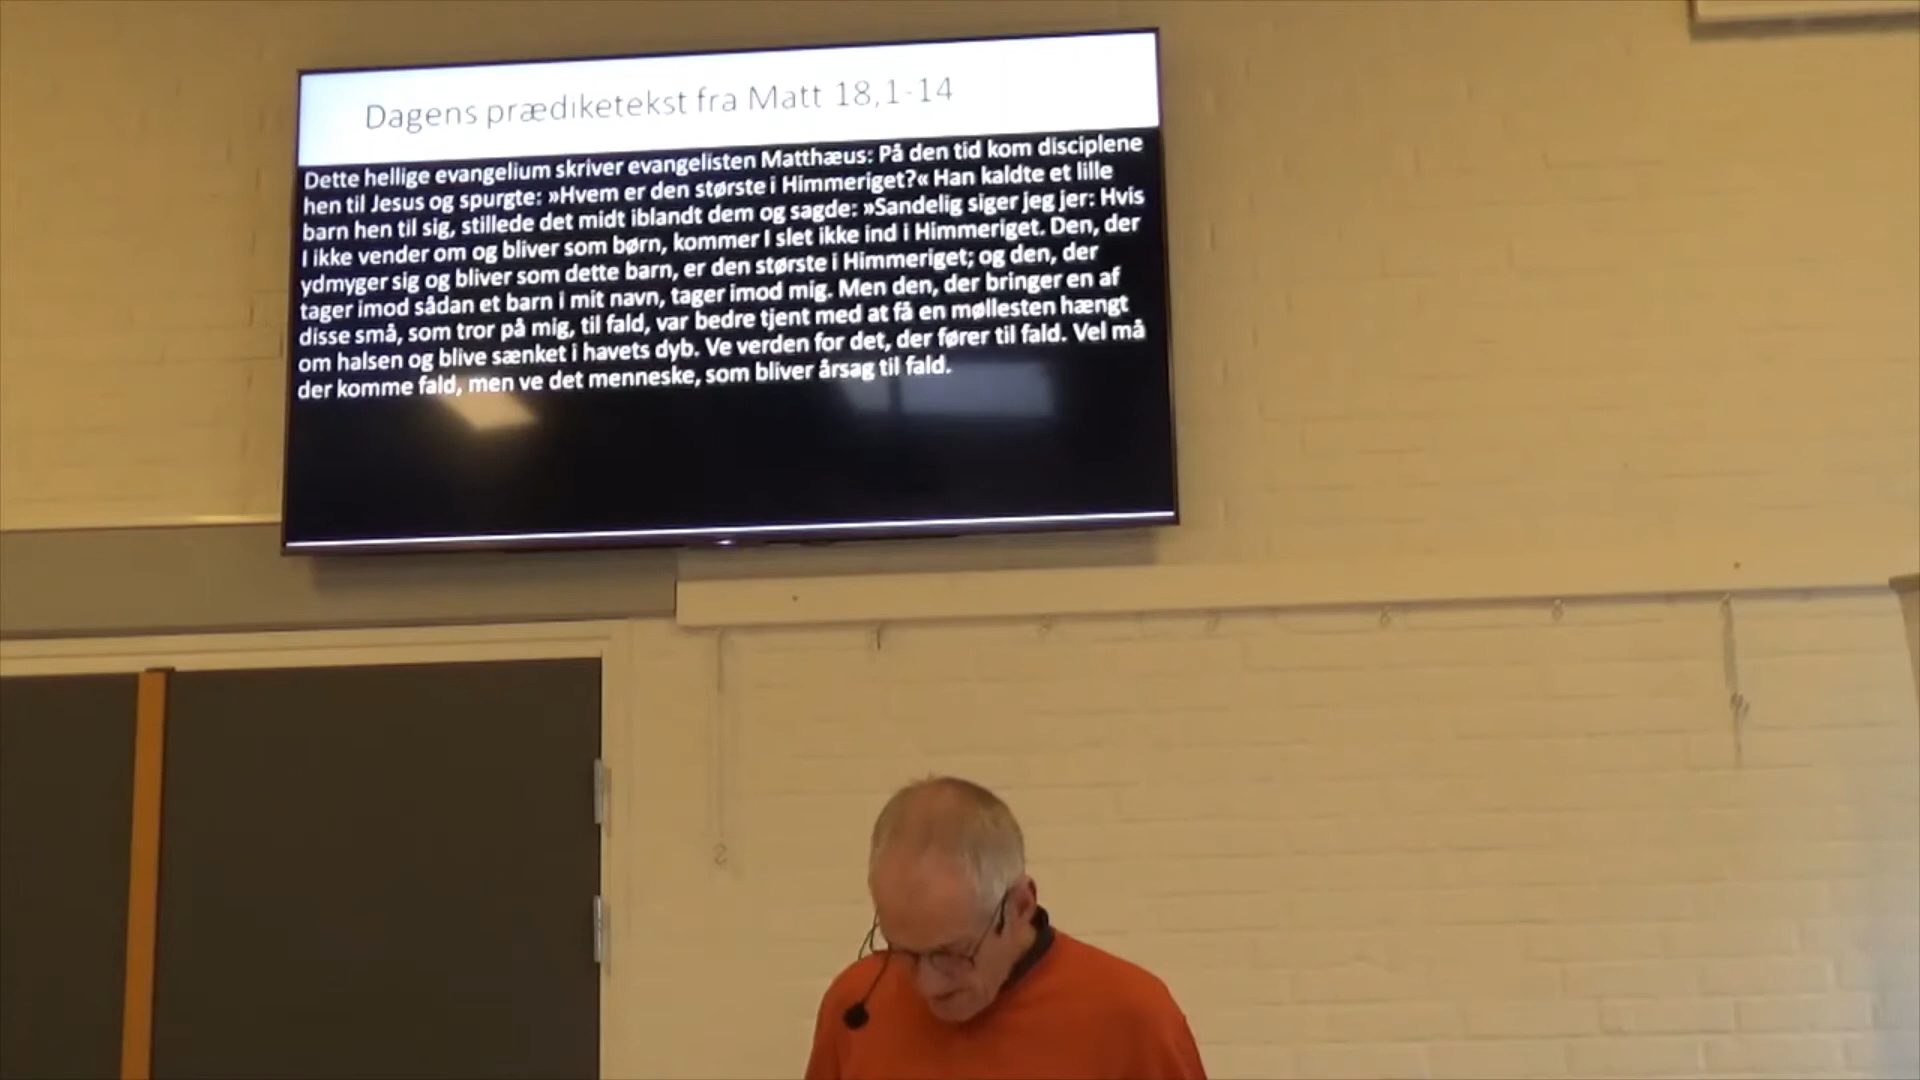 Dagens prædiketekst fra Matt 18,1-14
Dette hellige evangelium skriver evangelisten Matthæus: På den tid kom disciplene
hen til Jesus og spurgte: »Hvem er den største i Himmeriget?« Han kaldte et lille
barn hen til sig, stillede det midt iblandt dem og sagde: »Sandelig siger jeg jer: Hvis
I ikke vender om og bliver som børn, kommer I slet ikke ind i Himmeriget. Den, der
ydmyger sig og bliver som dette barn, er den største i Himmeriget; og den, der
tager imod sådan et barn i mit navn, tager imod mig. Men den, der bringer en af
disse små, som tror på mig, til fald, var bedre tjent med at få en møllesten hængt
om halsen og blive sænket i havets dyb. Ve verden for det, der fører til fald. Vel må
der komme fald, men ve det menneske, som bliver årsag til fald.